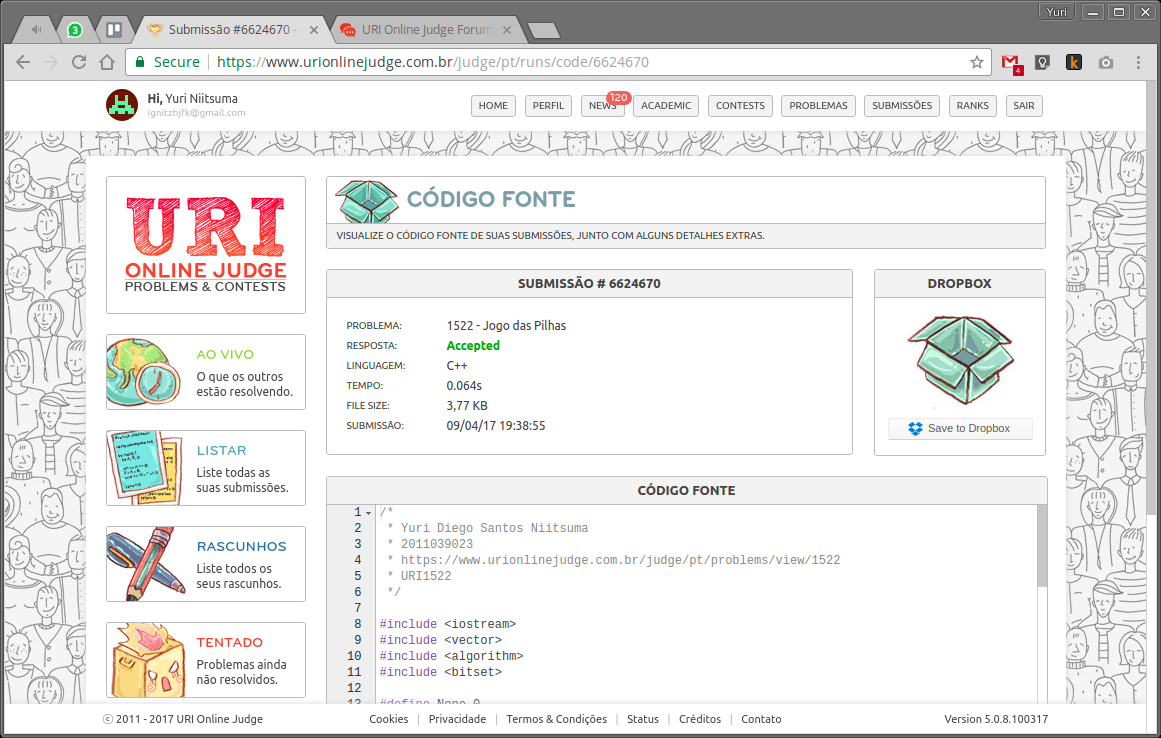 Yuri
3
Submissão #6624670 -
URI Online Judge Forum
Secure
https://www.urionlinejudge.com.br/judge/pt/runs/code/6624670
4
k
Hi, Yuri Niitsuma
ignitzhjfk@gmail.com
HOME
PERFIL
NEWS
120
ACADEMIC
CONTESTS
PROBLEMAS
SUBMISSÕES
RANKS
SAIR
URI
ONLINE JUDGE
PROBLEMS & CONTESTS
CÓDIGO FONTE
VISUALIZE O CÓDIGO FONTE DE SUAS SUBMISSÕES, JUNTO COM ALGUNS DETALHES EXTRAS.
SUBMISSÃO # 6624670
PROBLEMA: 1522 - Jogo das Pilhas
RESPOSTA: Accepted
LINGUAGEM: C++
TEMPO: 0.064s
FILE SIZE: 3,77 KB
SUBMISSÃO: 09/04/17 19:38:55
DROPBOX
Save to Dropbox
AO VIVO
O que os outros
estão resolvendo.
LISTAR
Liste todas as
suas submissões.
RASCUNHOS
Liste todos os
seus rascunhos.
TENTADO
Problemas ainda
não resolvidos.
CÓDIGO FONTE
1 /*
2 * Yuri Diego Santos Niitsuma
3 * 2011039023
4 * https://www.urionlinejudge.com.br/judge/pt/problems/view/1522
5 * URI1522
6 */
7
8 #include <iostream>
9 #include <vector>
10 #include <algorithm>
11 #include <bitset>
12
13 #define None 0
© 2011 - 2017 URI Online Judge
Cookies | Privacidade | Termos & Condições | Status | Créditos | Contato
Version 5.0.8.100317